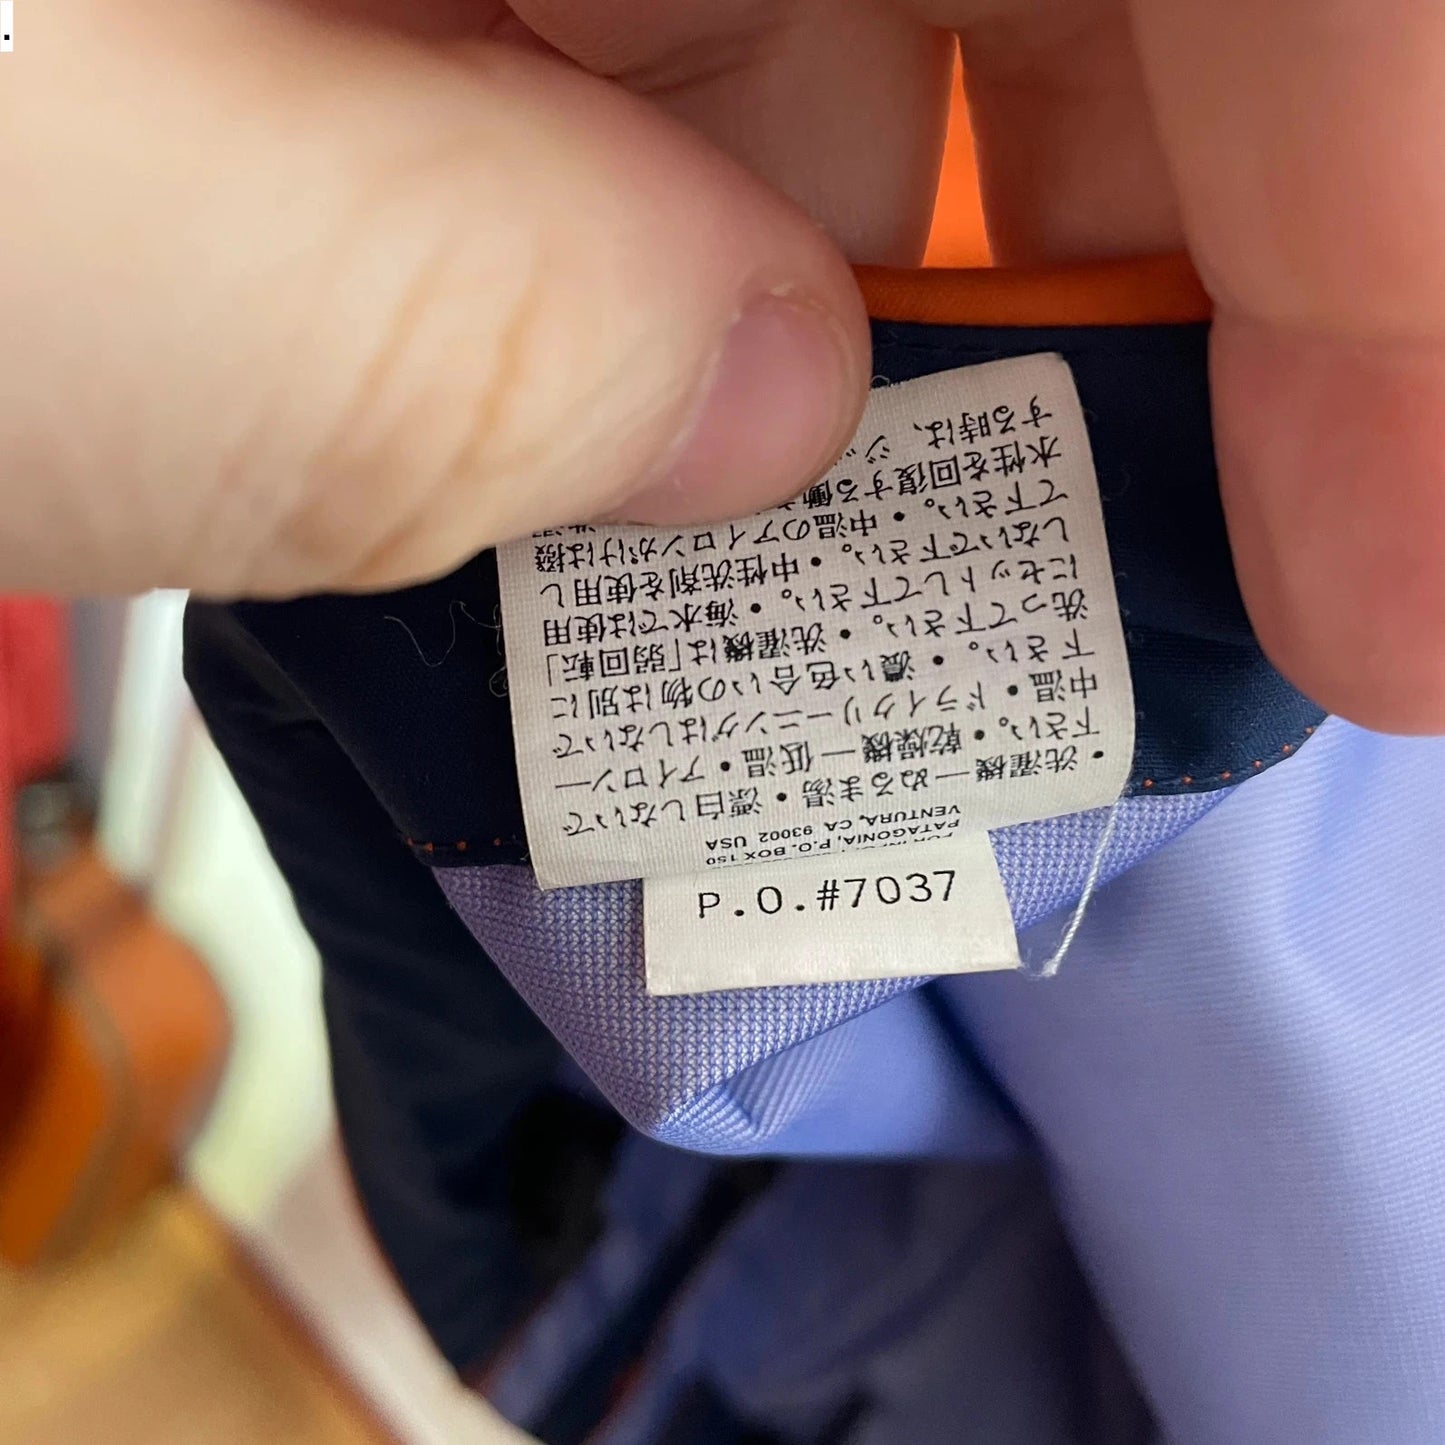 PATAGONIA, P.O. BOX 150
VENTURA, CA 93002 USA
・洗濯機—ぬるま湯・漂白しないで
下さい。・乾燥機—低温・アイロン—
中温・ドライクリーニングはしないで
下さい。・濃い色合いの物は別に
洗って下さい。・洗濯機は「弱回転」
にセットして下さい。・海水では使用
しないで下さい。・中性洗剤を使用し
て下さい。・中温のアイロンがけは撥
水性を回復する働
する時は、
P.O.#7037
.